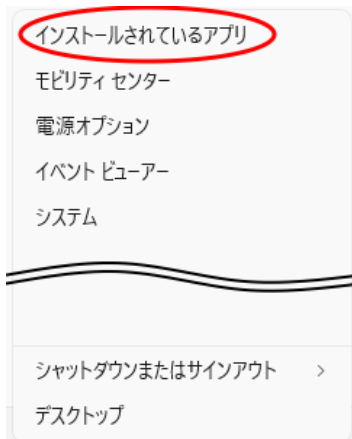 インストールされているアプリ
モビリティ センター
電源オプション
イベント ビューアー
システム
シャットダウンまたはサインアウト
デスクトップ